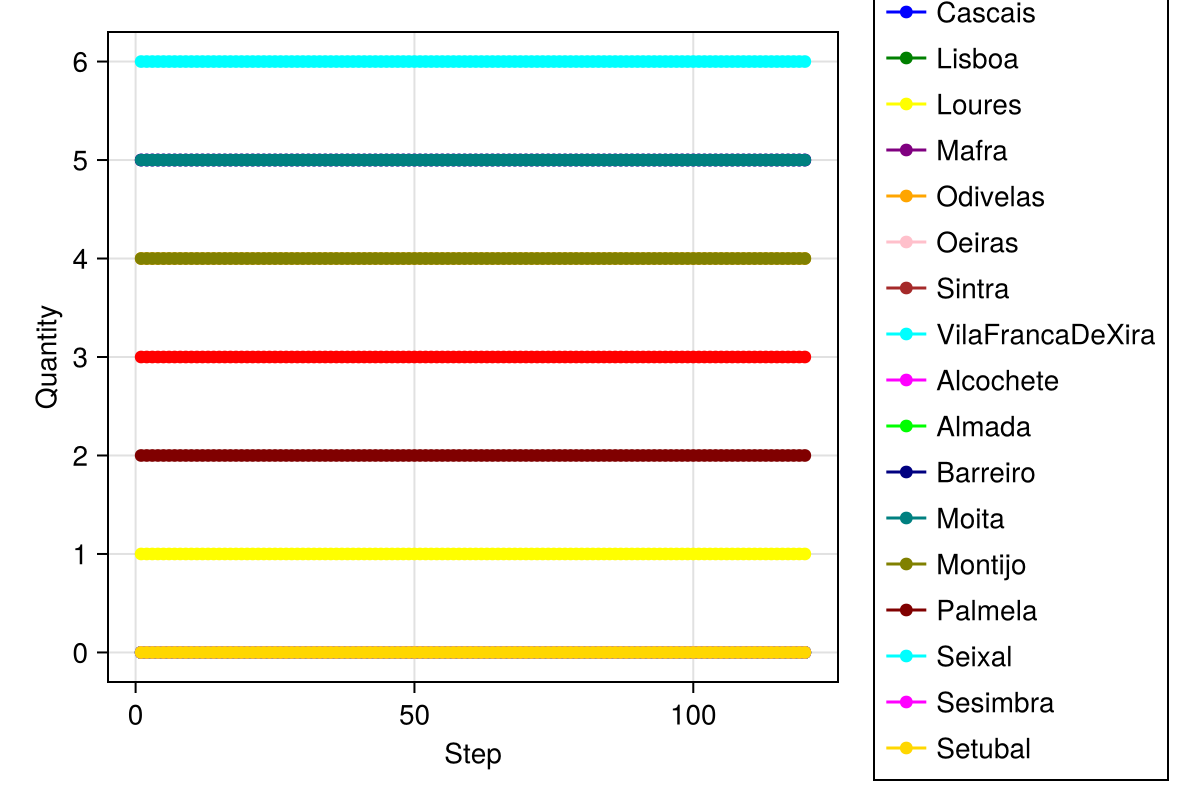 6
5
4
3
2
1
0
Quantity
0 50 100
Step
Cascais
Lisboa
Loures
Mafra
Odivelas
Oeiras
Sintra
VilaFrancaDeXira
Alcochete
Almada
Barreiro
Moita
Montijo
Palmela
Seixal
Sesimbra
Setubal